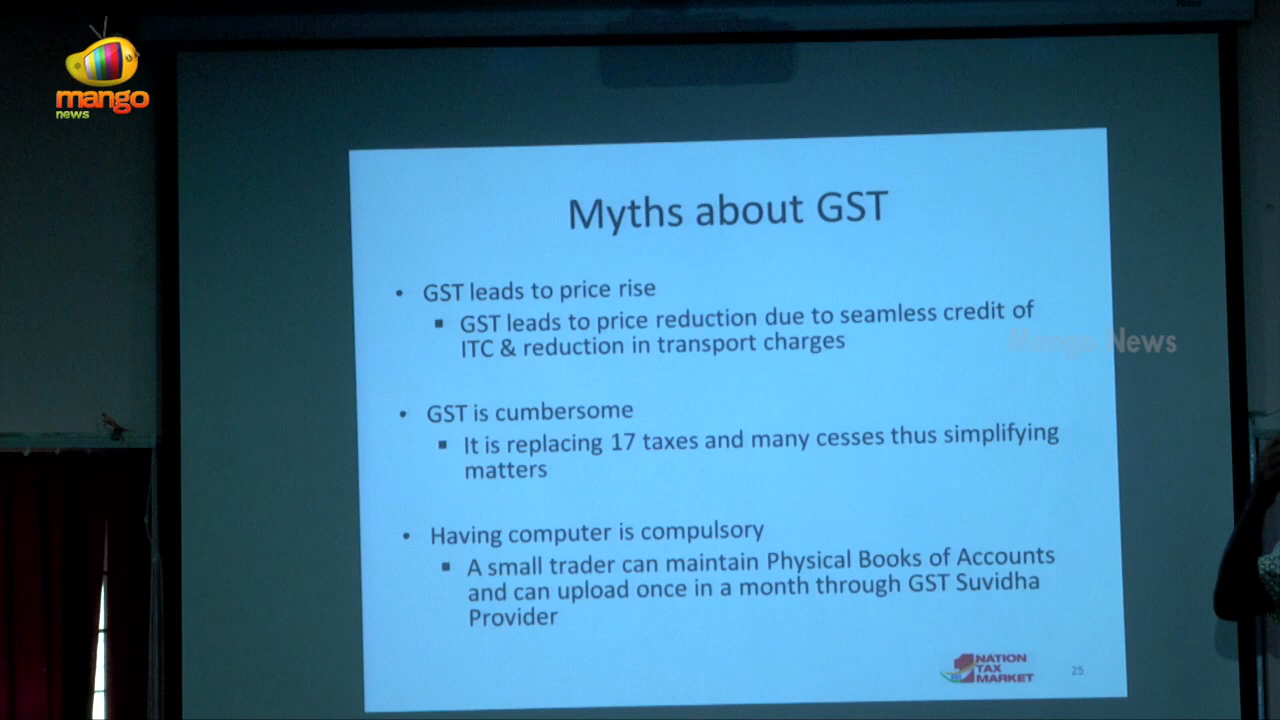 mango
news
Myths about GST
• GST leads to price rise
▪ GST leads to price reduction due to seamless credit of
ITC & reduction in transport charges
Mango News
• GST is cumbersome
▪ It is replacing 17 taxes and many cesses thus simplifying
matters
• Having computer is compulsory
▪ A small trader can maintain Physical Books of Accounts
and can upload once in a month through GST Suvidha
Provider
1 NATION
TAX
MARKET
25